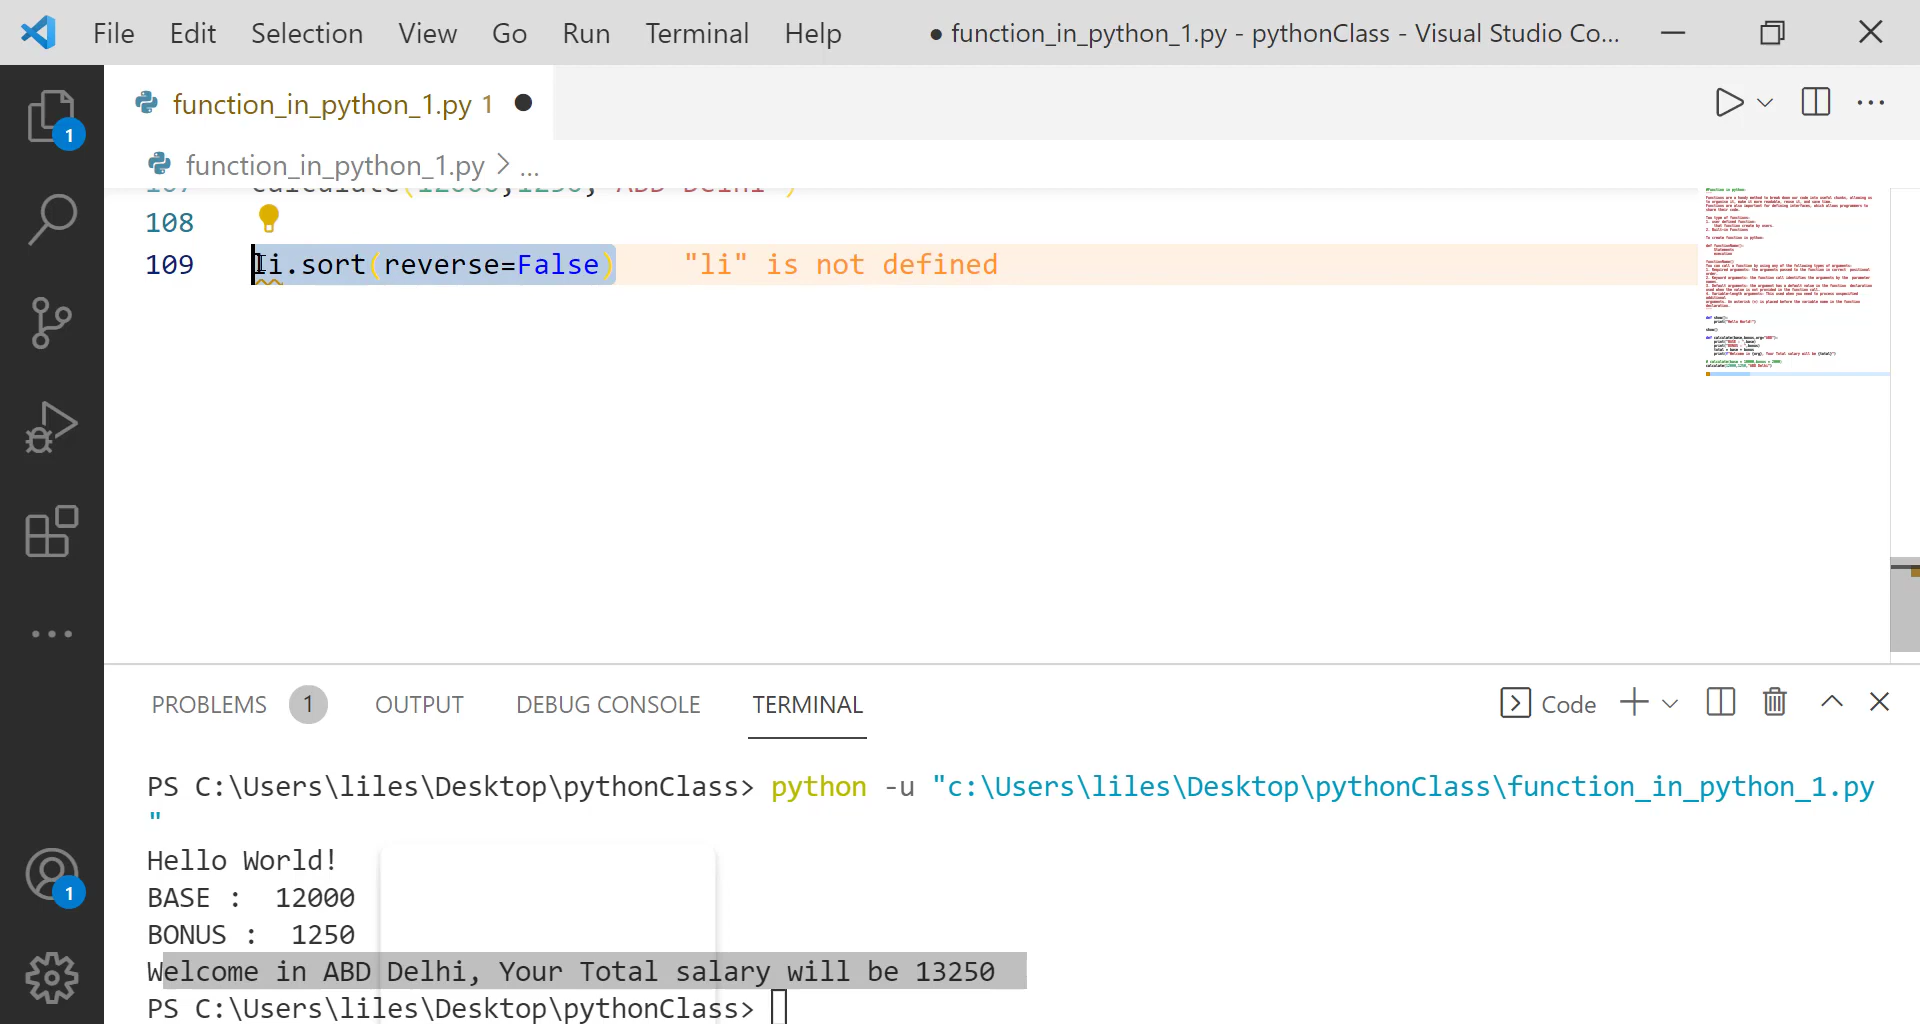 File Edit Selection View Go Run Terminal Help ● function_in_python_1.py - pythonClass - Visual Studio Co...
function_in_python_1.py 1
function_in_python_1.py > ...
108
109 li.sort(reverse=False) "li" is not defined
PROBLEMS 1 OUTPUT DEBUG CONSOLE TERMINAL Code
PS C:\Users\liles\Desktop\pythonClass> python -u "c:\Users\liles\Desktop\pythonClass\function_in_python_1.py
"
Hello World!
BASE :  12000
BONUS :  1250
Welcome in ABD Delhi, Your Total salary will be 13250
PS C:\Users\liles\Desktop\pythonClass>
1
1